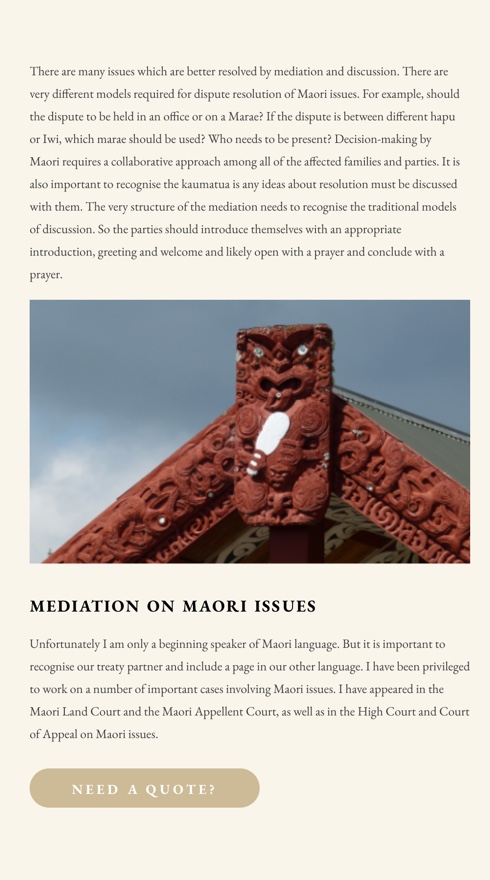 There are many issues which are better resolved by mediation and discussion. There are
very different models required for dispute resolution of Maori issues. For example, should
the dispute to be held in an office or on a Marae? If the dispute is between different hapu
or Iwi, which marae should be used? Who needs to be present? Decision-making by
Maori requires a collaborative approach among all of the affected families and parties. It is
also important to recognise the kaumatua is any ideas about resolution must be discussed
with them. The very structure of the mediation needs to recognise the traditional models
of discussion. So the parties should introduce themselves with an appropriate
introduction, greeting and welcome and likely open with a prayer and conclude with a
prayer.
MEDIATION ON MAORI ISSUES
Unfortunately I am only a beginning speaker of Maori language. But it is important to
recognise our treaty partner and include a page in our other language. I have been privileged
to work on a number of important cases involving Maori issues. I have appeared in the
Maori Land Court and the Maori Appellent Court, as well as in the High Court and Court
of Appeal on Maori issues.
NEED A QUOTE?